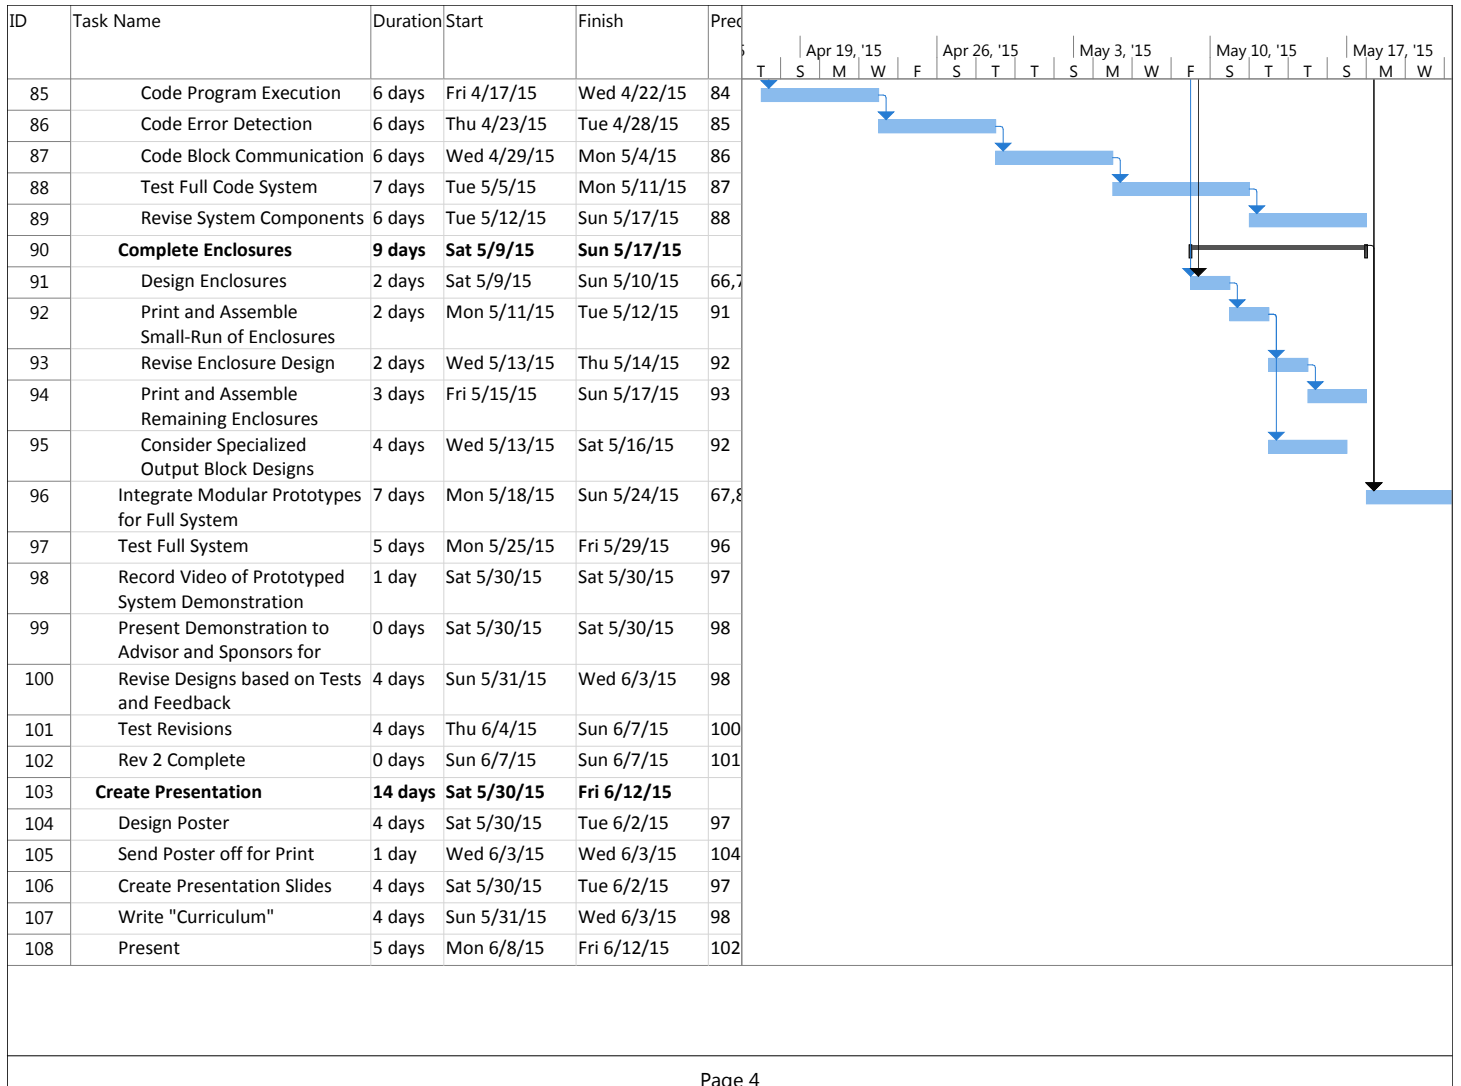 ID Task Name Duration Start Finish Pred
Apr 19, '15 Apr 26, '15 May 3, '15 May 10, '15 May 17, '15
T S M W F S T T S M W F S T T S M W
85 Code Program Execution 6 days Fri 4/17/15 Wed 4/22/15 84
86 Code Error Detection 6 days Thu 4/23/15 Tue 4/28/15 85
87 Code Block Communication 6 days Wed 4/29/15 Mon 5/4/15 86
88 Test Full Code System 7 days Tue 5/5/15 Mon 5/11/15 87
89 Revise System Components 6 days Tue 5/12/15 Sun 5/17/15 88
90 Complete Enclosures 9 days Sat 5/9/15 Sun 5/17/15
91 Design Enclosures 2 days Sat 5/9/15 Sun 5/10/15 66,7
92 Print and Assemble 2 days Mon 5/11/15 Tue 5/12/15 91
Small-Run of Enclosures
93 Revise Enclosure Design 2 days Wed 5/13/15 Thu 5/14/15 92
94 Print and Assemble 3 days Fri 5/15/15 Sun 5/17/15 93
Remaining Enclosures
95 Consider Specialized 4 days Wed 5/13/15 Sat 5/16/15 92
Output Block Designs
96 Integrate Modular Prototypes 7 days Mon 5/18/15 Sun 5/24/15 67,8
for Full System
97 Test Full System 5 days Mon 5/25/15 Fri 5/29/15 96
98 Record Video of Prototyped 1 day Sat 5/30/15 Sat 5/30/15 97
System Demonstration
99 Present Demonstration to 0 days Sat 5/30/15 Sat 5/30/15 98
Advisor and Sponsors for
100 Revise Designs based on Tests 4 days Sun 5/31/15 Wed 6/3/15 98
and Feedback
101 Test Revisions 4 days Thu 6/4/15 Sun 6/7/15 100
102 Rev 2 Complete 0 days Sun 6/7/15 Sun 6/7/15 101
103 Create Presentation 14 days Sat 5/30/15 Fri 6/12/15
104 Design Poster 4 days Sat 5/30/15 Tue 6/2/15 97
105 Send Poster off for Print 1 day Wed 6/3/15 Wed 6/3/15 104
106 Create Presentation Slides 4 days Sat 5/30/15 Tue 6/2/15 97
107 Write "Curriculum" 4 days Sun 5/31/15 Wed 6/3/15 98
108 Present 5 days Mon 6/8/15 Fri 6/12/15 102
Page 4